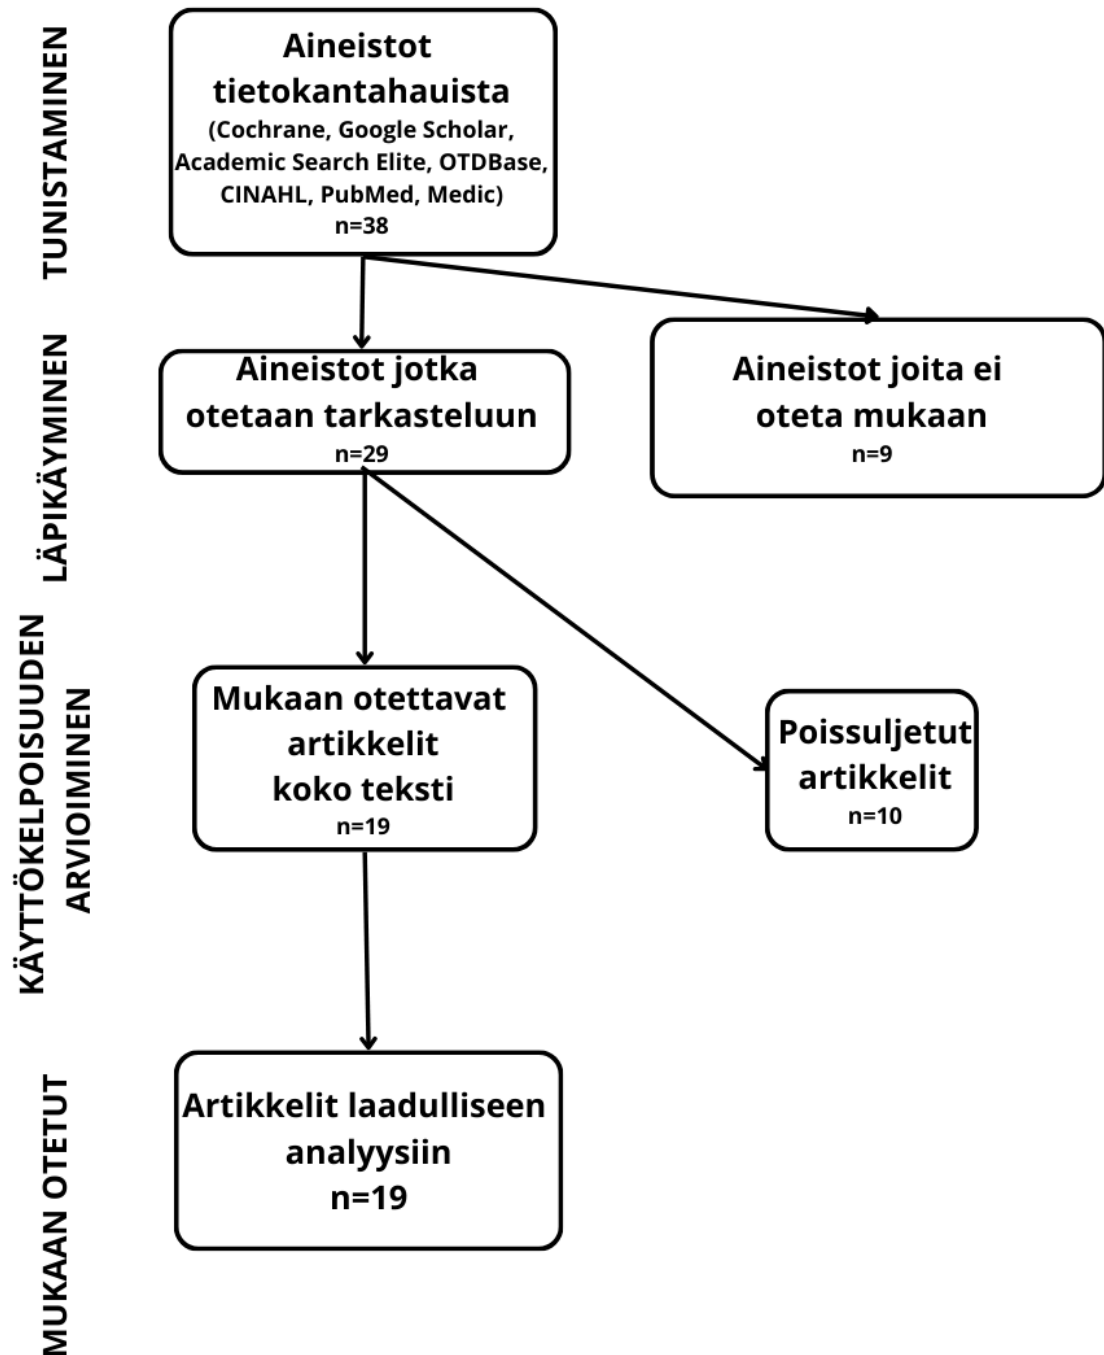 TUNISTAMINEN
Aineistot
tietokantahauista
(Cochrane, Google Scholar,
Academic Search Elite, OTDBase,
CINAHL, PubMed, Medic)
n=38
LÄPIKÄYMINEN
Aineistot jotka
otetaan tarkasteluun
n=29
Aineistot joita ei
oteta mukaan
n=9
KÄYTTÖKELPOISUUDEN
ARVIOIMINEN
Mukaan otettavat
artikkelit
koko teksti
n=19
Poissuljetut
artikkelit
n=10
MUKAAN OTETUT
Artikkelit laadulliseen
analyysiin
n=19